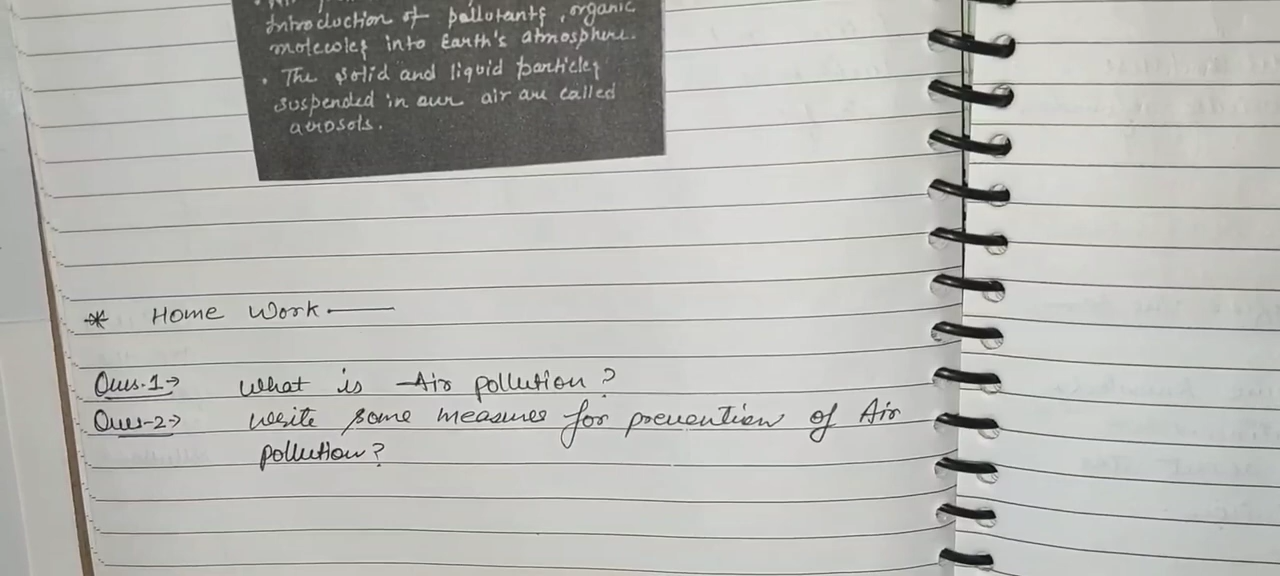 Introduction of pollutants, organic
molecules into Earth's atmosphere.
• The solid and liquid particles
suspended in our air are called
aerosols.
* Home Work —
Ques.1→ What is Air pollution?
Ques-2→ Write some measures for prevention of Air
pollution?